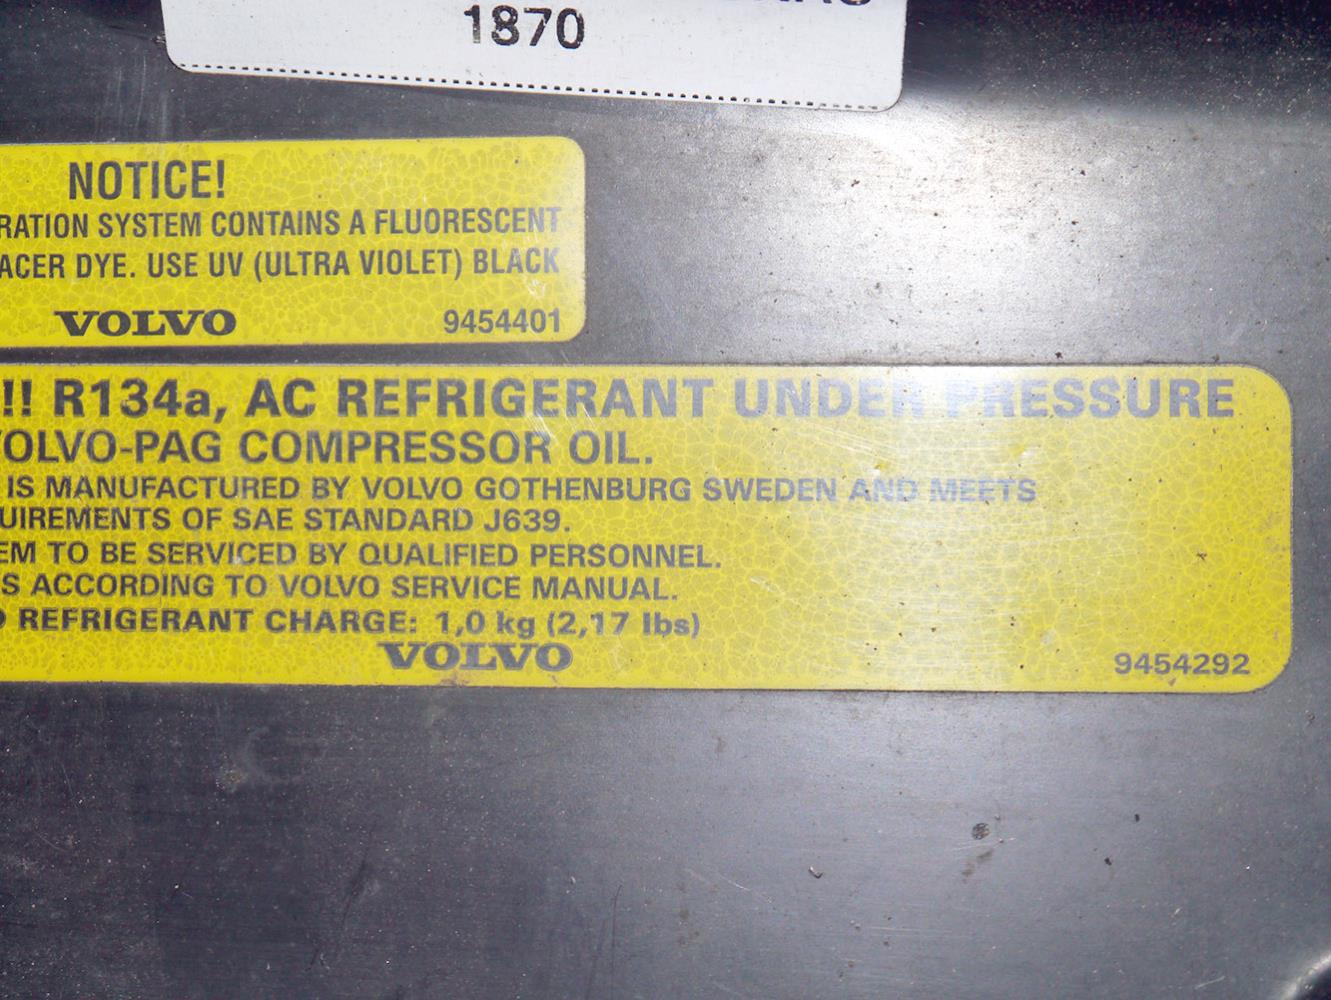 1870
NOTICE!
RATION SYSTEM CONTAINS A FLUORESCENT
ACER DYE. USE UV (ULTRA VIOLET) BLACK
VOLVO 9454401
!! R134a, AC REFRIGERANT UNDER PRESSURE
VOLVO-PAG COMPRESSOR OIL.
IS MANUFACTURED BY VOLVO GOTHENBURG SWEDEN AND MEETS
UIREMENTS OF SAE STANDARD J639.
EM TO BE SERVICED BY QUALIFIED PERSONNEL.
S ACCORDING TO VOLVO SERVICE MANUAL.
D REFRIGERANT CHARGE: 1,0 kg (2,17 lbs)
VOLVO 9454292